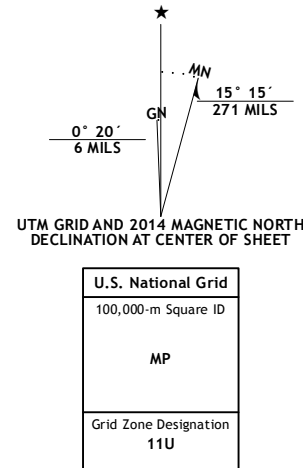 ★
MN
GN
15° 15´
271 MILS
0° 20´
6 MILS
UTM GRID AND 2014 MAGNETIC NORTH
DECLINATION AT CENTER OF SHEET
U.S. National Grid
100,000-m Square ID
MP
Grid Zone Designation
11U